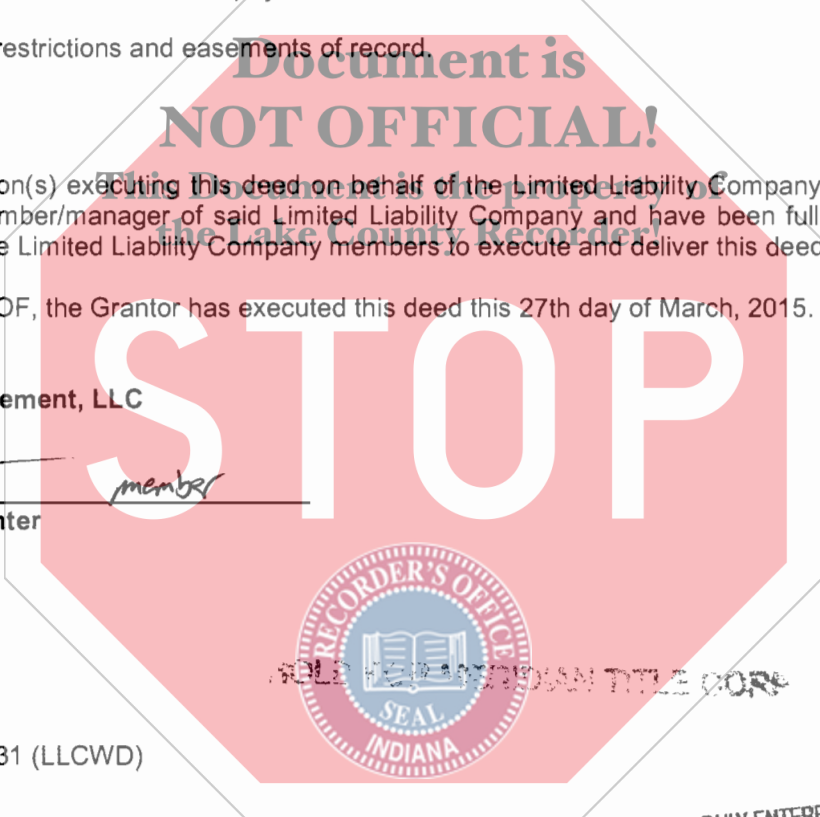 restrictions and easements of record.
Document is
NOT OFFICIAL!
This Document is the property of
the Lake County Recorder!
on(s) executing this deed on behalf of the Limited Liability Company
mber/manager of said Limited Liability Company and have been full
e Limited Liability Company members to execute and deliver this deed
OF, the Grantor has executed this deed this 27th day of March, 2015.
STOP
ement, LLC
member
nter
RECORDER'S OFFICE
SEAL
INDIANA
TITLE CORP
31 (LLCWD)